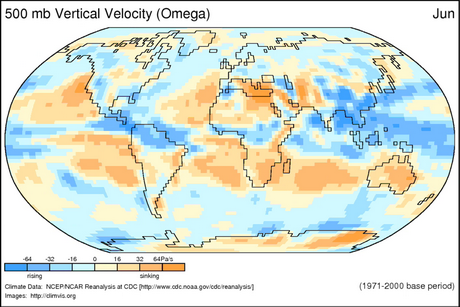 500 mb Vertical Velocity (Omega)
Jun
-64 -32 -16 0 16 32 64Pa/s
rising sinking
(1971-2000 base period)
Climate Data: NCEP/NCAR Reanalysis at CDC [http://www.cdc.noaa.gov/cdc/reanalysis/]
Images: http://climvis.org